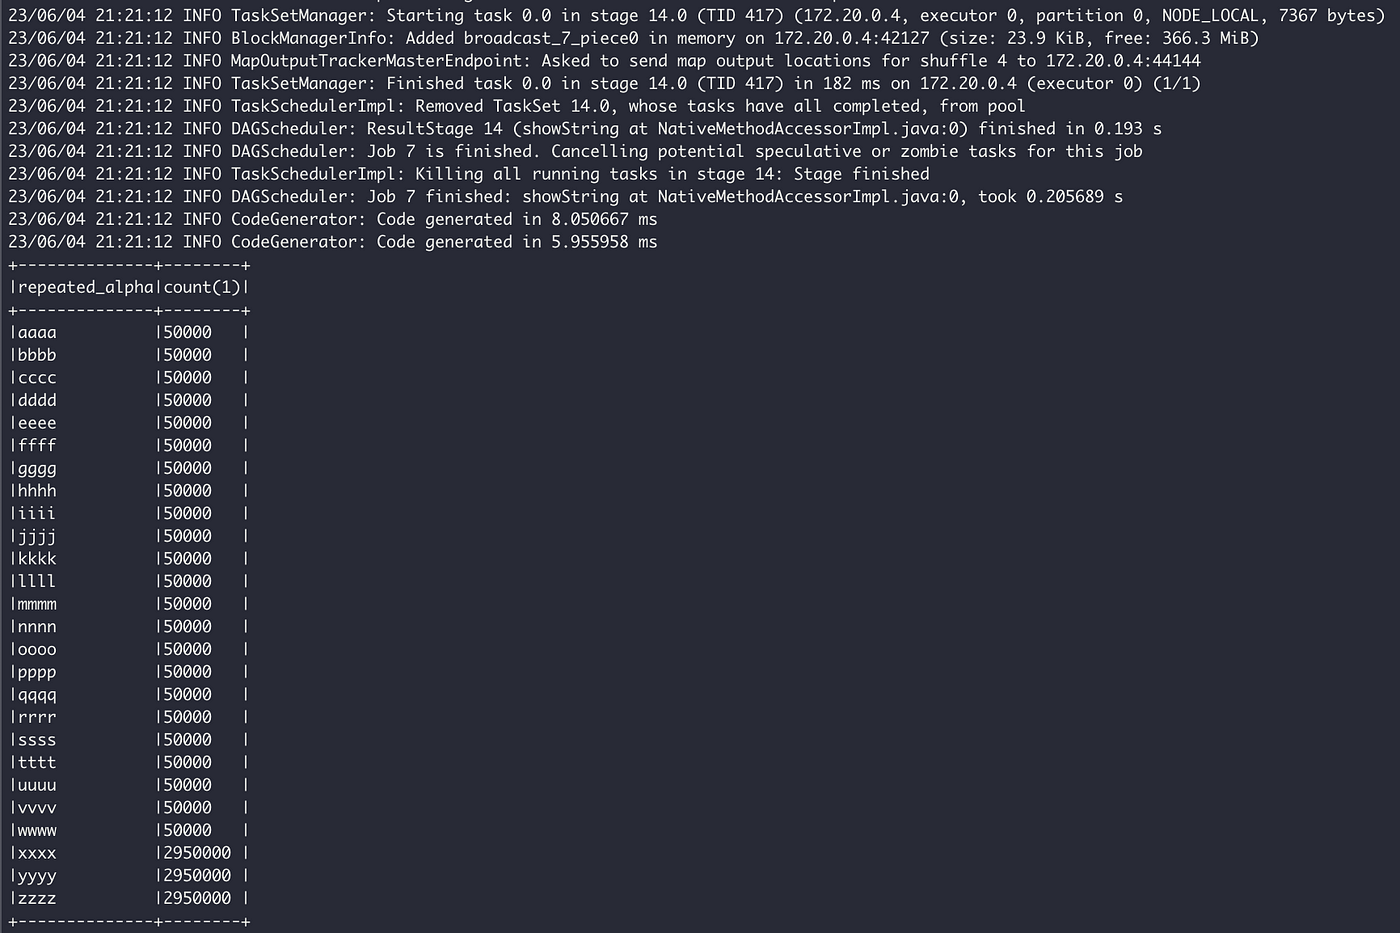 23/06/04 21:21:12 INFO TaskSetManager: Starting task 0.0 in stage 14.0 (TID 417) (172.20.0.4, executor 0, partition 0, NODE_LOCAL, 7367 bytes)
23/06/04 21:21:12 INFO BlockManagerInfo: Added broadcast_7_piece0 in memory on 172.20.0.4:42127 (size: 23.9 KiB, free: 366.3 MiB)
23/06/04 21:21:12 INFO MapOutputTrackerMasterEndpoint: Asked to send map output locations for shuffle 4 to 172.20.0.4:44144
23/06/04 21:21:12 INFO TaskSetManager: Finished task 0.0 in stage 14.0 (TID 417) in 182 ms on 172.20.0.4 (executor 0) (1/1)
23/06/04 21:21:12 INFO TaskSchedulerImpl: Removed TaskSet 14.0, whose tasks have all completed, from pool
23/06/04 21:21:12 INFO DAGScheduler: ResultStage 14 (showString at NativeMethodAccessorImpl.java:0) finished in 0.193 s
23/06/04 21:21:12 INFO DAGScheduler: Job 7 is finished. Cancelling potential speculative or zombie tasks for this job
23/06/04 21:21:12 INFO TaskSchedulerImpl: Killing all running tasks in stage 14: Stage finished
23/06/04 21:21:12 INFO DAGScheduler: Job 7 finished: showString at NativeMethodAccessorImpl.java:0, took 0.205689 s
23/06/04 21:21:12 INFO CodeGenerator: Code generated in 8.050667 ms
23/06/04 21:21:12 INFO CodeGenerator: Code generated in 5.955958 ms
+--------------+--------+
|repeated_alpha|count(1)|
+--------------+--------+
|aaaa          |50000   |
|bbbb          |50000   |
|cccc          |50000   |
|dddd          |50000   |
|eeee          |50000   |
|ffff          |50000   |
|gggg          |50000   |
|hhhh          |50000   |
|iiii          |50000   |
|jjjj          |50000   |
|kkkk          |50000   |
|llll          |50000   |
|mmmm          |50000   |
|nnnn          |50000   |
|oooo          |50000   |
|pppp          |50000   |
|qqqq          |50000   |
|rrrr          |50000   |
|ssss          |50000   |
|tttt          |50000   |
|uuuu          |50000   |
|vvvv          |50000   |
|wwww          |50000   |
|xxxx          |2950000 |
|yyyy          |2950000 |
|zzzz          |2950000 |
+--------------+--------+